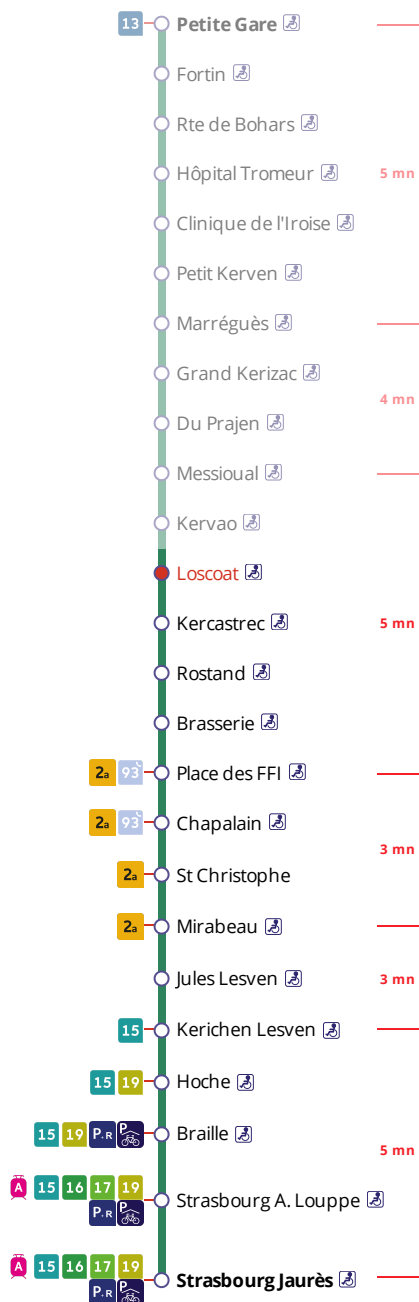 13 Petite Gare
Fortin
Rte de Bohars
Hôpital Tromeur 5 mn
Clinique de l'Iroise
Petit Kerven
Marréguès
Grand Kerizac
4 mn
Du Prajen
Messioual
Kervao
Loscoat
Kercastrec 5 mn
Rostand
Brasserie
2a 93 Place des FFI
2a 93 Chapalain
3 mn
2a St Christophe
2a Mirabeau
Jules Lesven 3 mn
15 Kerichen Lesven
15 19 Hoche
15 19 P+R P Braille
5 mn
A 15 16 17 19
Strasbourg A. Louppe
P+R P
A 15 16 17 19
Strasbourg Jaurès
P+R P